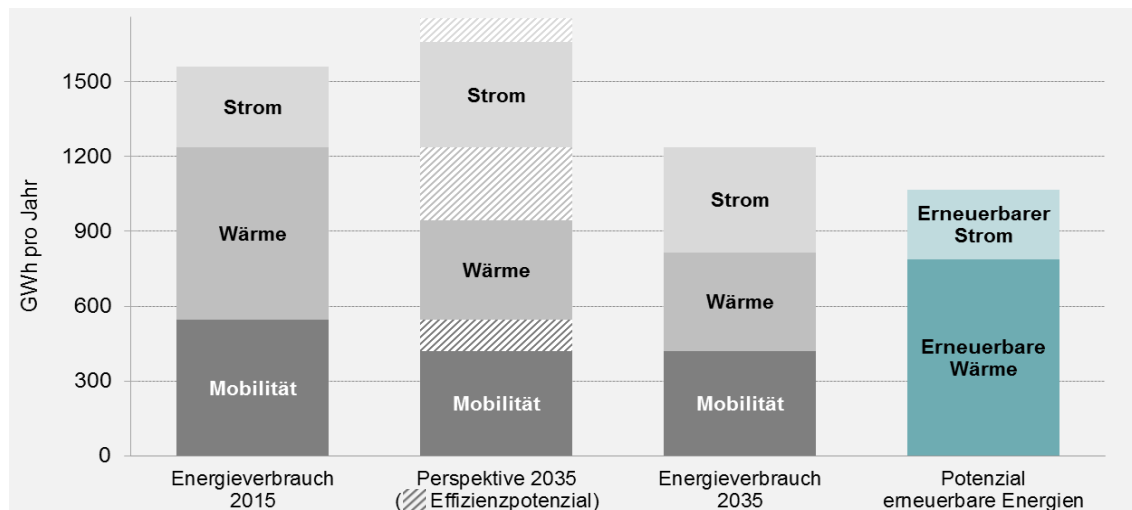 GWh pro Jahr
1500
1200
900
600
300
0
Strom
Wärme
Mobilität
Strom
Wärme
Mobilität
Strom
Wärme
Mobilität
Erneuerbarer
Strom
Erneuerbare
Wärme
Energieverbrauch
2015
Perspektive 2035
( Effizienzpotenzial)
Energieverbrauch
2035
Potenzial
erneuerbare Energien